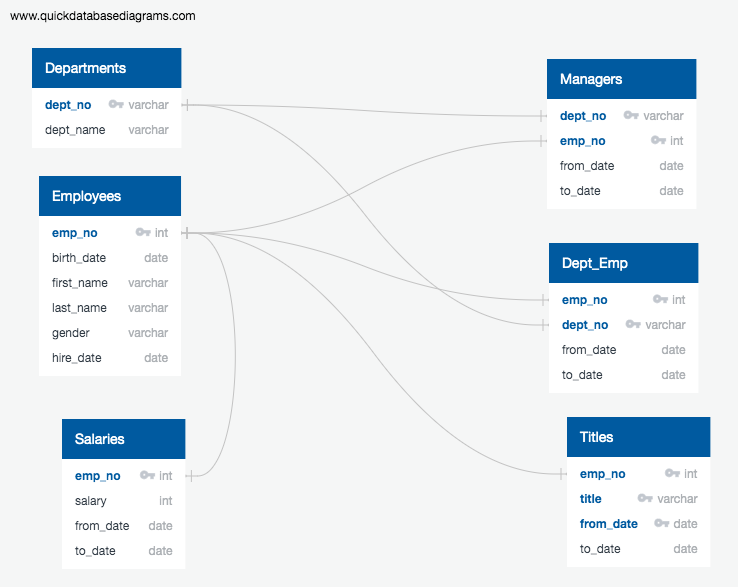 www.quickdatabasediagrams.com
Departments
dept_no varchar
dept_name varchar
Employees
emp_no int
birth_date date
first_name varchar
last_name varchar
gender varchar
hire_date date
Salaries
emp_no int
salary int
from_date date
to_date date
Managers
dept_no varchar
emp_no int
from_date date
to_date date
Dept_Emp
emp_no int
dept_no varchar
from_date date
to_date date
Titles
emp_no int
title varchar
from_date date
to_date date